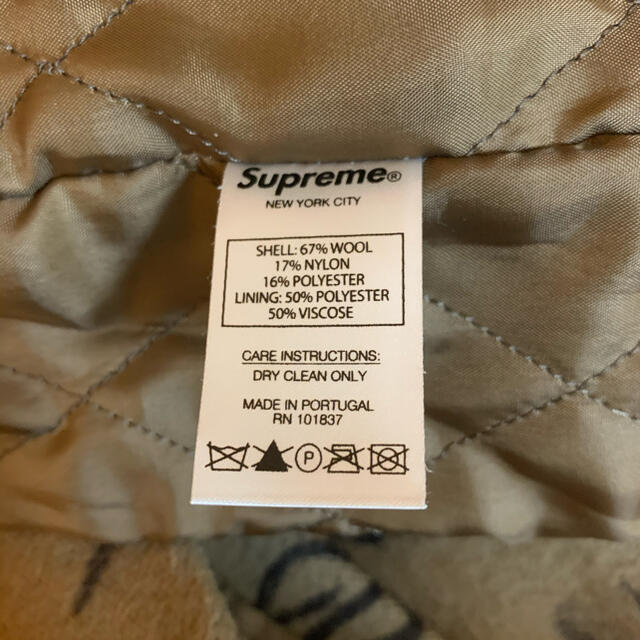 Supreme®
NEW YORK CITY
SHELL: 67% WOOL
17% NYLON
16% POLYESTER
LINING: 50% POLYESTER
50% VISCOSE
CARE INSTRUCTIONS:
DRY CLEAN ONLY
MADE IN PORTUGAL
RN 101837
P